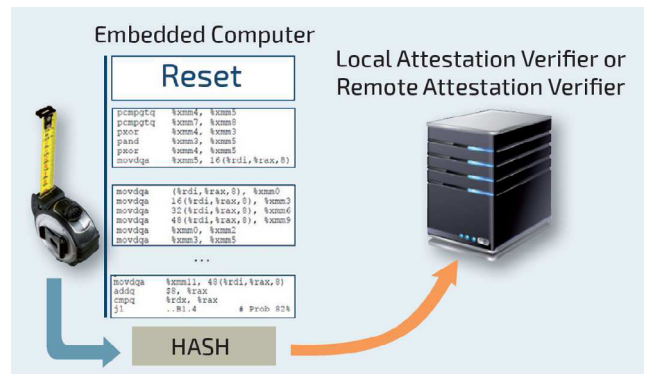 Embedded Computer
Local Attestation Verifier or
Remote Attestation Verifier
Reset
pcmpgtq %xmm4, %xmm5
pcmpgtq %xmm7, %xmm8
pxor %xmm4, %xmm3
pand %xmm3, %xmm5
pxor %xmm4, %xmm5
movdqa %xmm5, 16(%rdi,%rax,8)
movdqa (%rdi,%rax,8), %xmm0
movdqa 16(%rdi,%rax,8), %xmm3
movdqa 32(%rdi,%rax,8), %xmm6
movdqa 48(%rdi,%rax,8), %xmm9
movdqa %xmm0, %xmm2
movdqa %xmm3, %xmm5
...
movdqa %xmm11, 48(%rdi,%rax,8)
addq $8, %rax
cmpq %rdx, %rax
jl ..B1.4 # Prob 82%
HASH